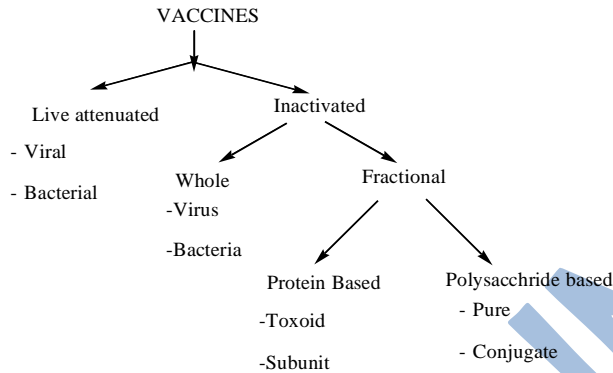 VACCINES
Live attenuated
- Viral
- Bacterial
Inactivated
Whole
-Virus
-Bacteria
Fractional
Protein Based
-Toxoid
-Subunit
Polysacchride based
- Pure
- Conjugate